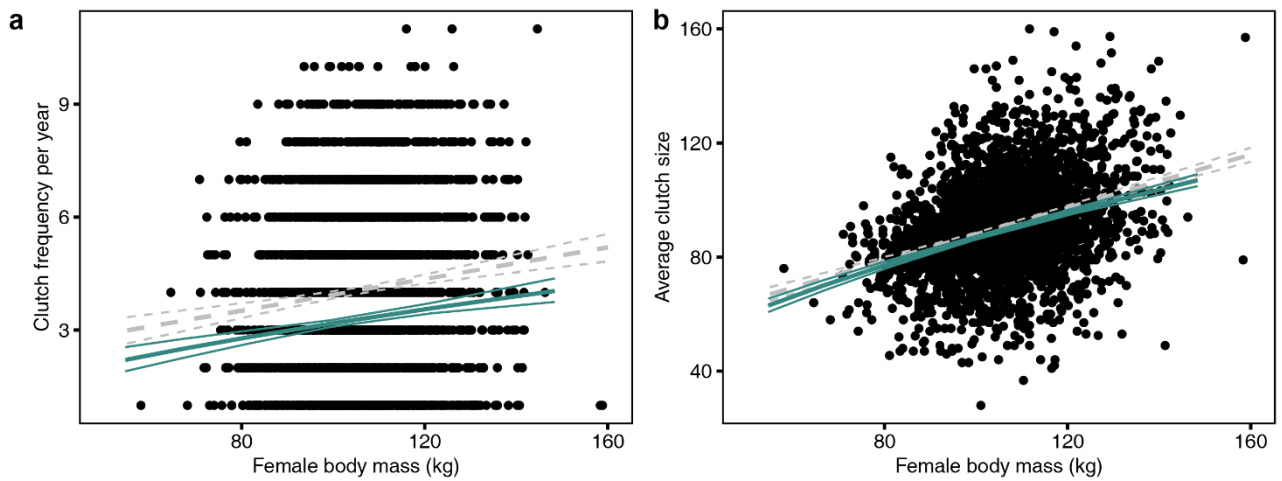 a
Clutch frequency per year
9
6
3
80
120
160
Female body mass (kg)
b
Average clutch size
160
120
80
40
80
120
160
Female body mass (kg)